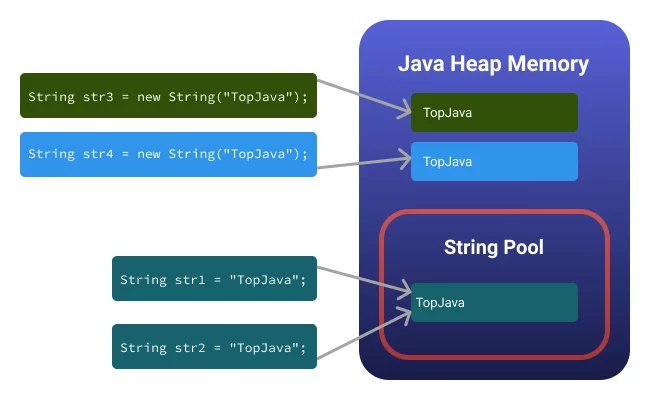 Java Heap Memory
String str3 = new String("TopJava");
TopJava
String str4 = new String("TopJava");
TopJava
String Pool
String str1 = "TopJava";
TopJava
String str2 = "TopJava";